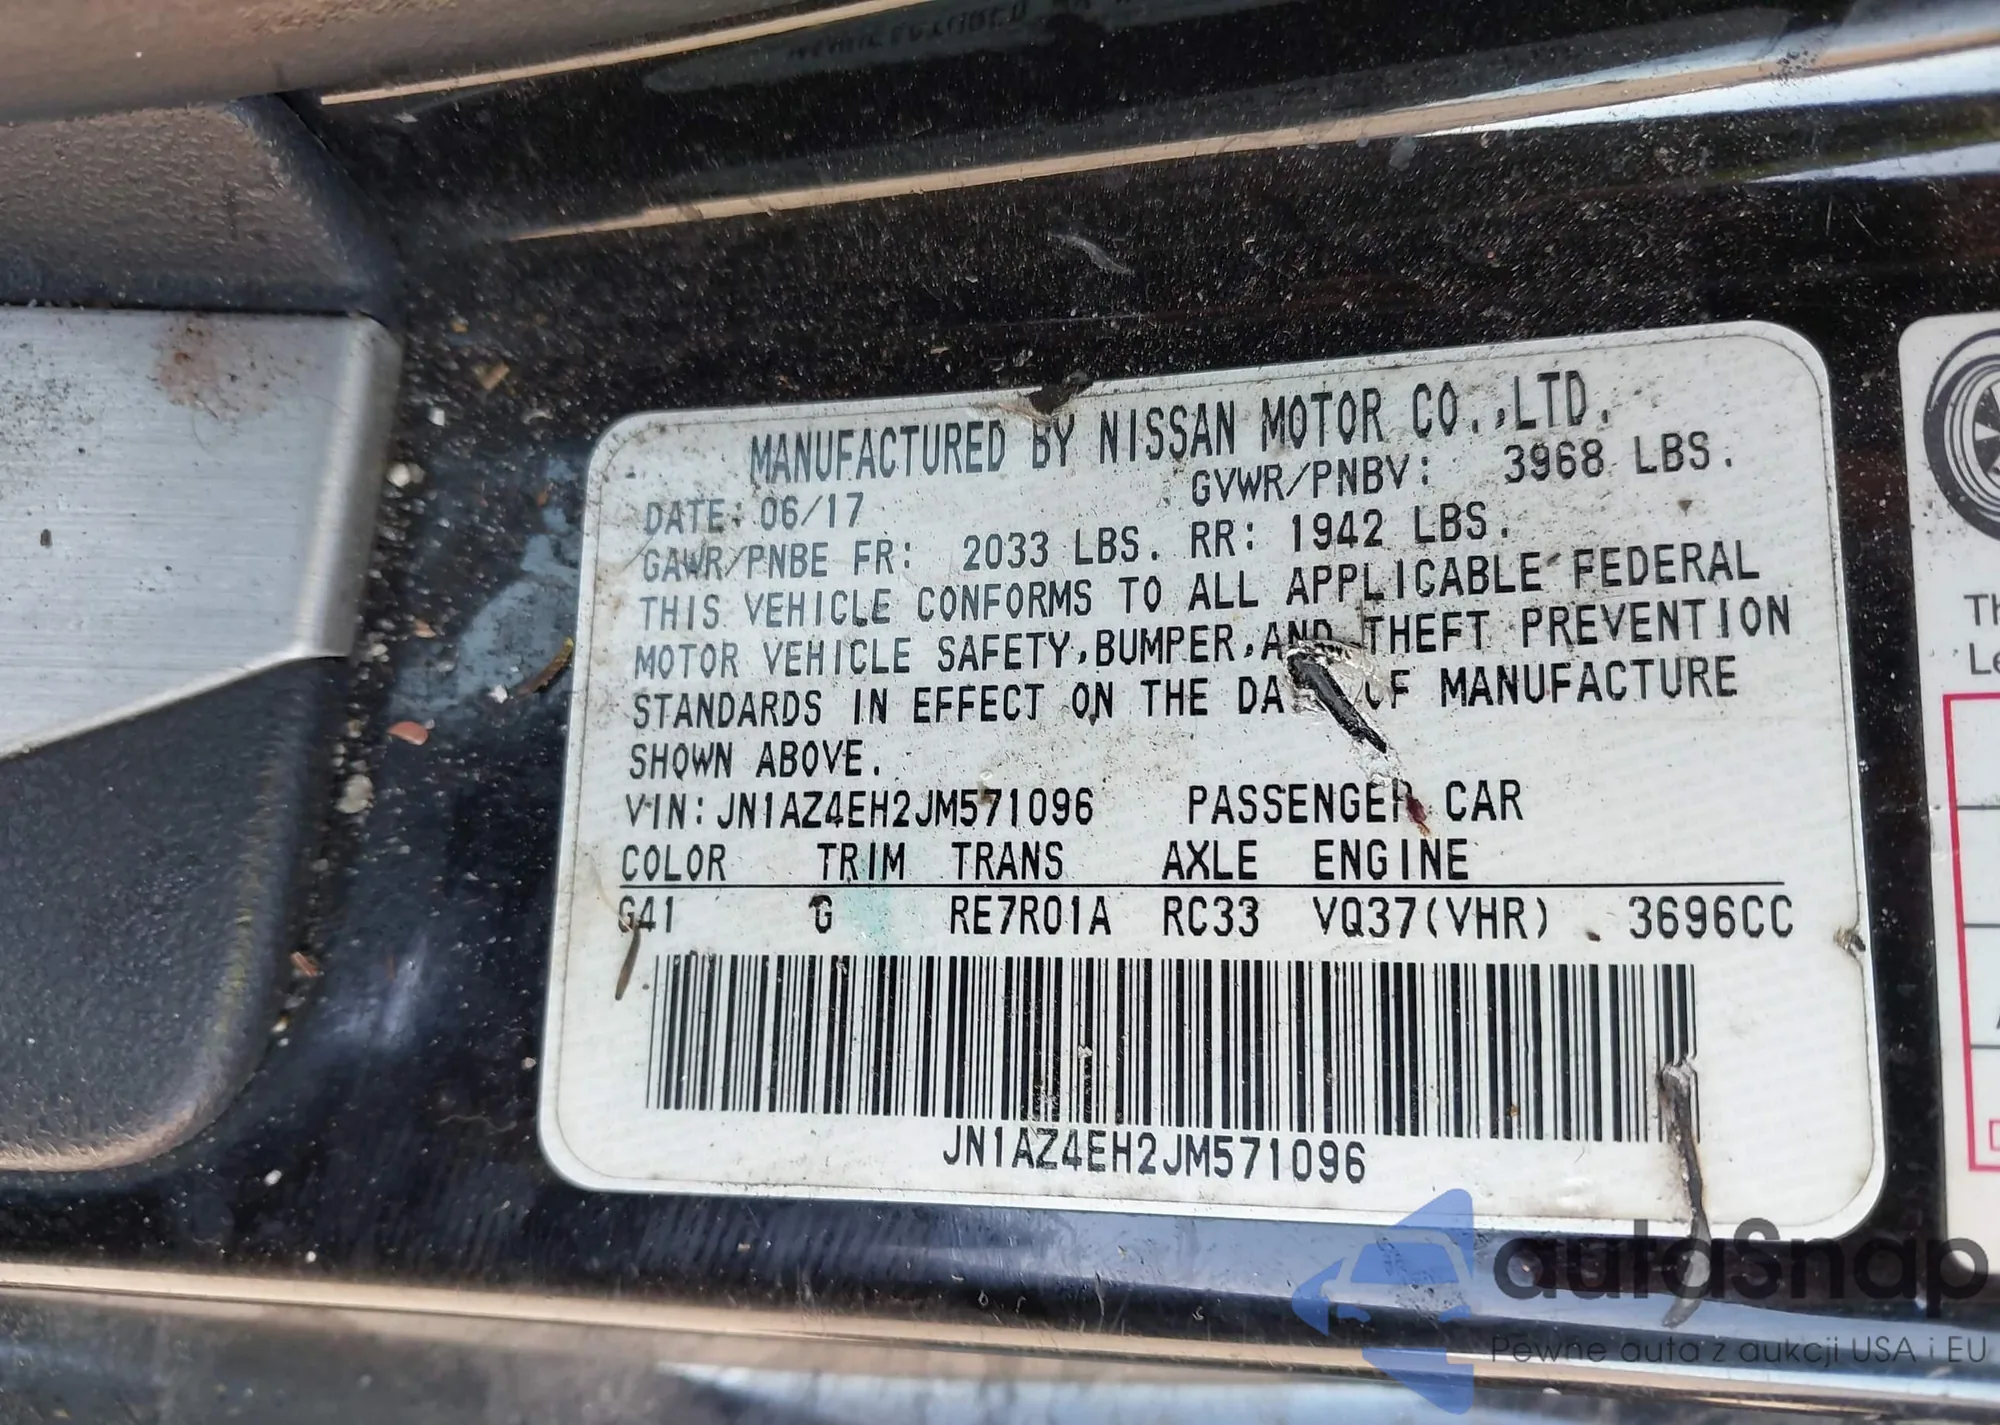 MANUFACTURED BY NISSAN MOTOR CO.,LTD.
DATE: 06/17 GVWR/PNBV: 3968 LBS.
GAWR/PNBE FR: 2033 LBS. RR: 1942 LBS.
THIS VEHICLE CONFORMS TO ALL APPLICABLE FEDERAL
MOTOR VEHICLE SAFETY,BUMPER,AND THEFT PREVENTION
STANDARDS IN EFFECT ON THE DA OF MANUFACTURE
SHOWN ABOVE.
VIN:JN1AZ4EH2JM571096 PASSENGER CAR
COLOR TRIM TRANS AXLE ENGINE
G41 G RE7R01A RC33 VQ37(VHR) 3696CC
JN1AZ4EH2JM571096
Th
Le
autoSnap
Pewne auta z aukcji USA i EU